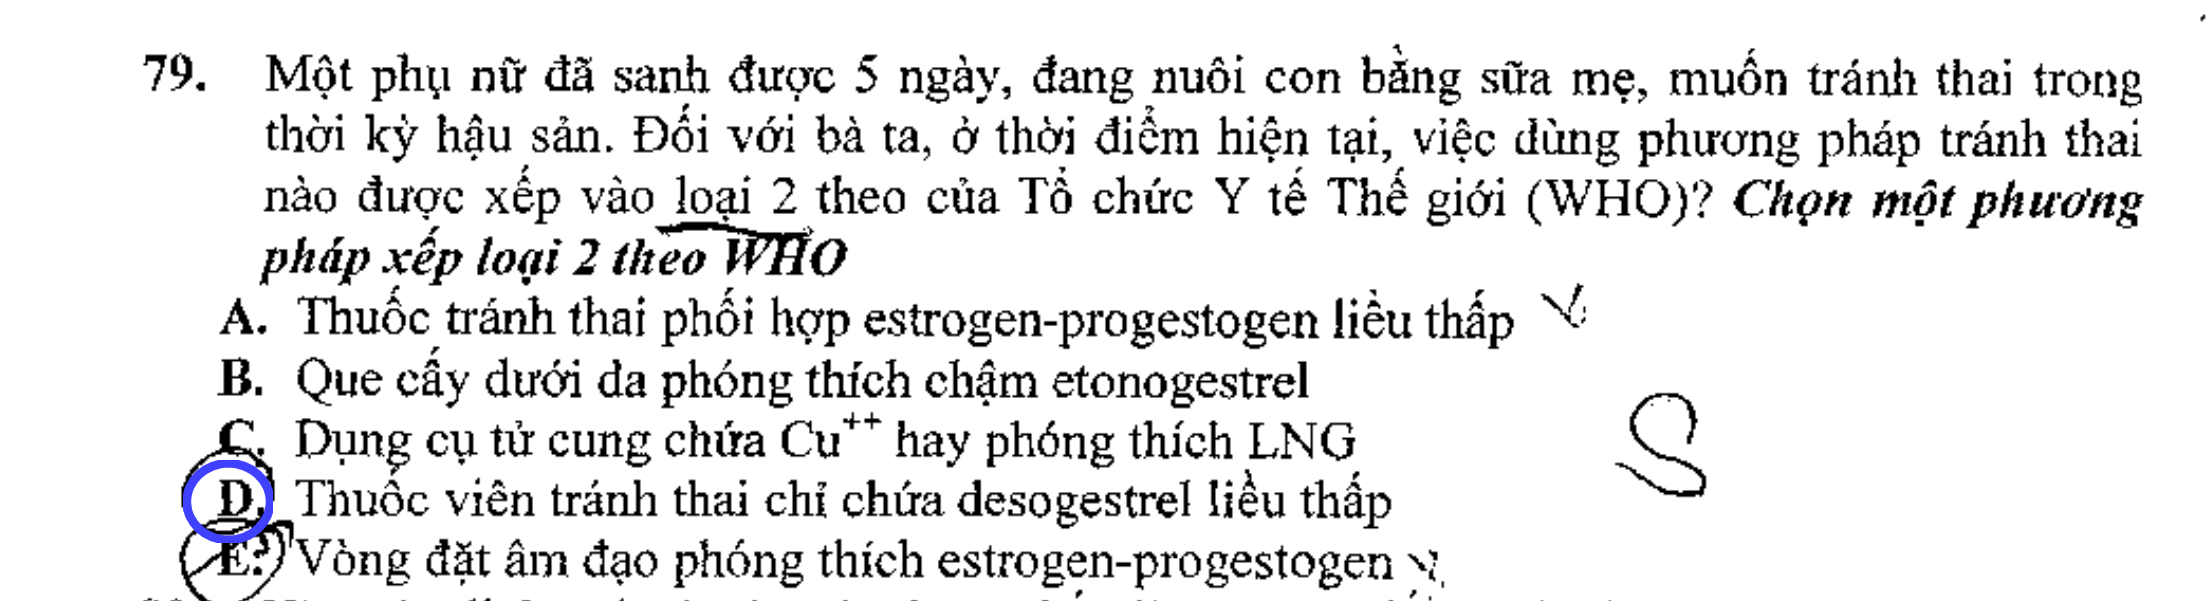 79. Một phụ nữ đã sanh được 5 ngày, đang nuôi con bằng sữa mẹ, muốn tránh thai trong
thời kỳ hậu sản. Đối với bà ta, ở thời điểm hiện tại, việc dùng phương pháp tránh thai
nào được xếp vào loại 2 theo của Tổ chức Y tế Thế giới (WHO)? Chọn một phương
pháp xếp loại 2 theo WHO
A. Thuốc tránh thai phối hợp estrogen-progestogen liều thấp
B. Que cấy dưới da phóng thích chậm etonogestrel
C. Dụng cụ tử cung chứa Cu++ hay phóng thích LNG
D. Thuốc viên tránh thai chỉ chứa desogestrel liều thấp
E. Vòng đặt âm đạo phóng thích estrogen-progestogen